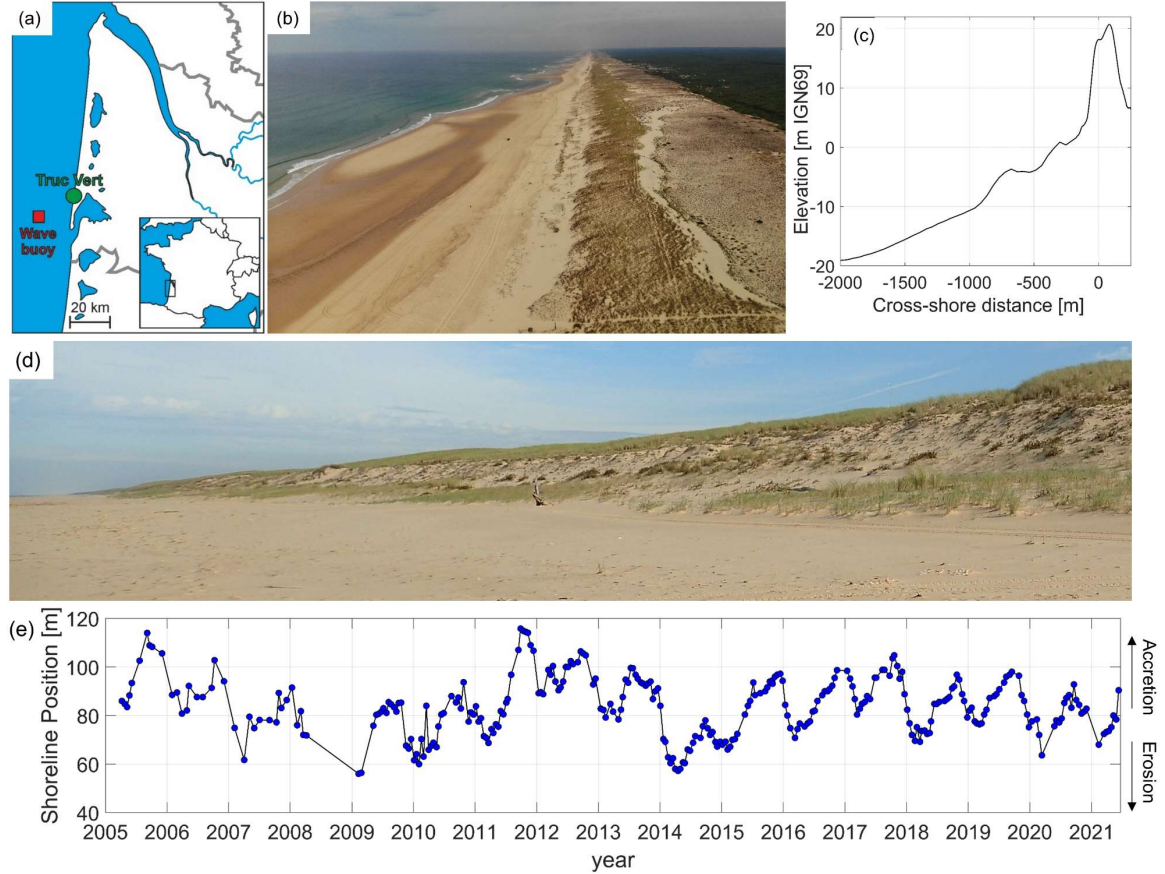 (a)
Truc Vert
Wave
buoy
20 km
(b)
(c)
Elevation [m IGN69]
20
10
0
-10
-20
-2000 -1500 -1000 -500 0
Cross-shore distance [m]
(d)
(e)
Shoreline Position [m]
120
100
80
60
40
2005 2006 2007 2008 2009 2010 2011 2012 2013 2014 2015 2016 2017 2018 2019 2020 2021
year
Accretion
Erosion